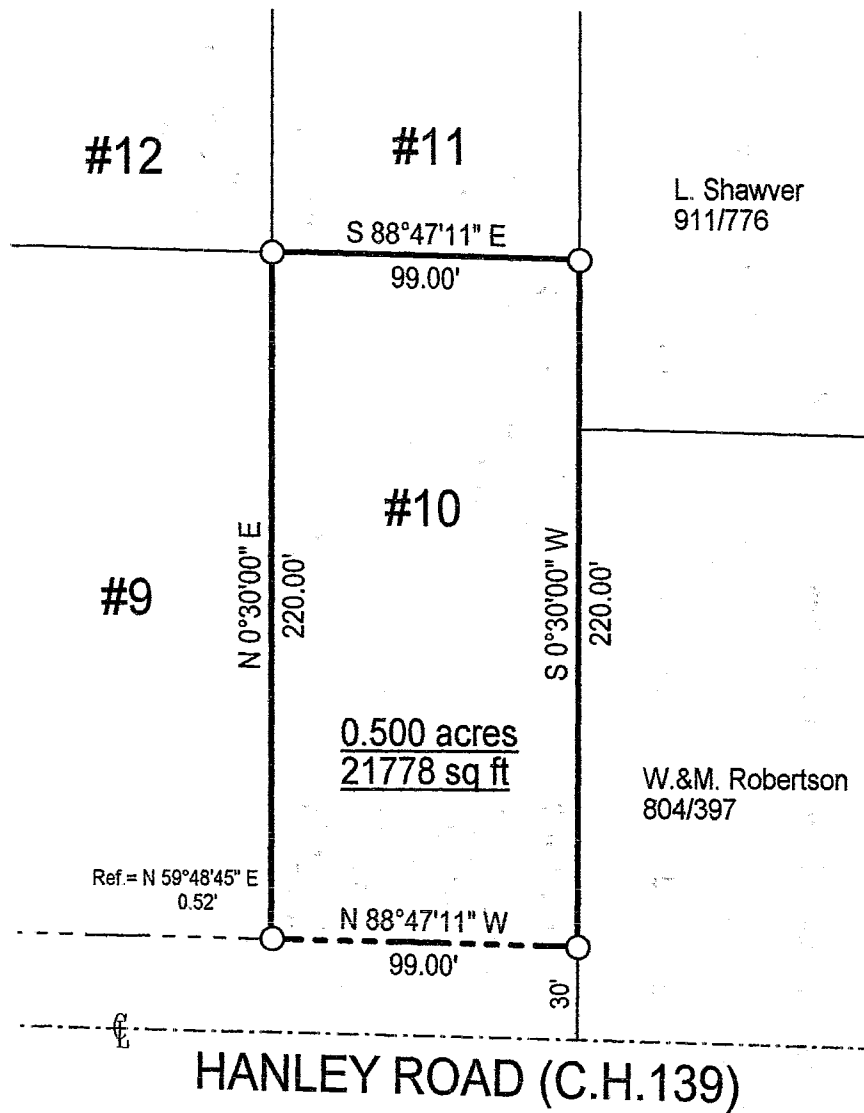 #12
#11
L. Shawver
911/776
S 88°47'11" E
99.00'
#10
#9
N 0°30'00" E
220.00'
S 0°30'00" W
220.00'
0.500 acres
21778 sq ft
W.&M. Robertson
804/397
Ref.= N 59°48'45" E
0.52'
N 88°47'11" W
99.00'
30'
℄
HANLEY ROAD (C.H.139)